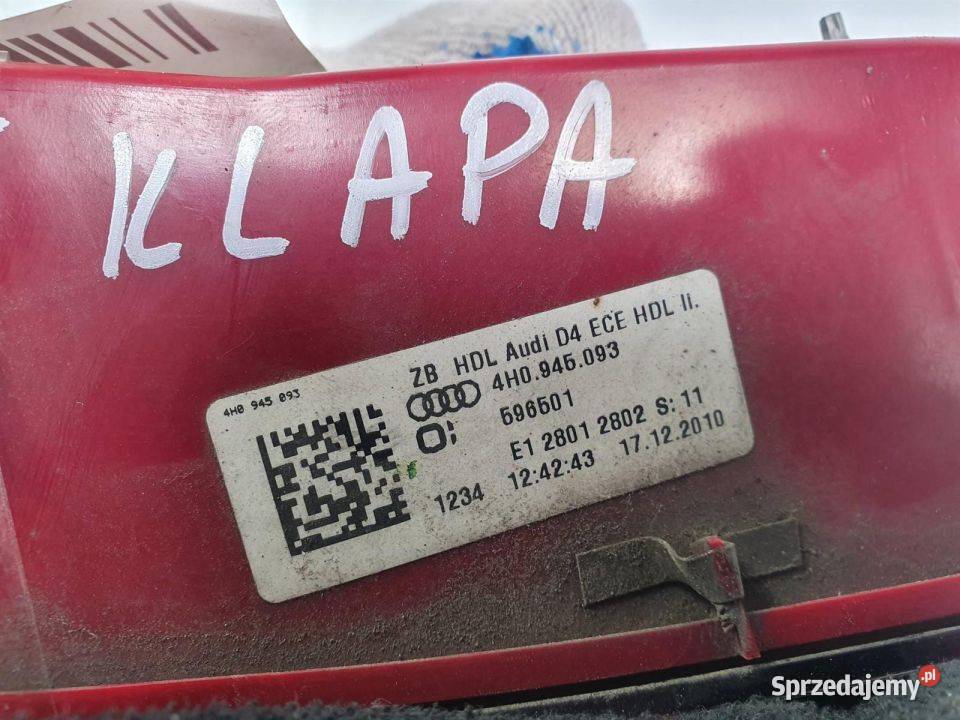 KLAPA
4H0 945 093
ZB HDL Audi D4 ECE HDL II.
4H0.945.093
596501
E1 2801 2802 S: 11
1234 12:42:43 17.12.2010
Sprzedajemy.pl